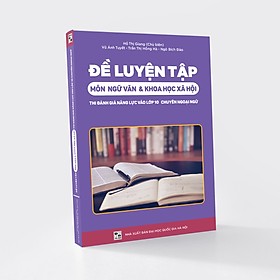 Hồ Thị Giang (Chủ biên)
Vũ Ánh Tuyết - Trần Thị Hồng Hà - Ngô Bích Đào
ĐỀ LUYỆN TẬP
MÔN NGỮ VĂN & KHOA HỌC XÃ HỘI
THI ĐÁNH GIÁ NĂNG LỰC VÀO LỚP 10 CHUYÊN NGOẠI NGỮ
NHÀ XUẤT BẢN ĐẠI HỌC QUỐC GIA HÀ NỘI